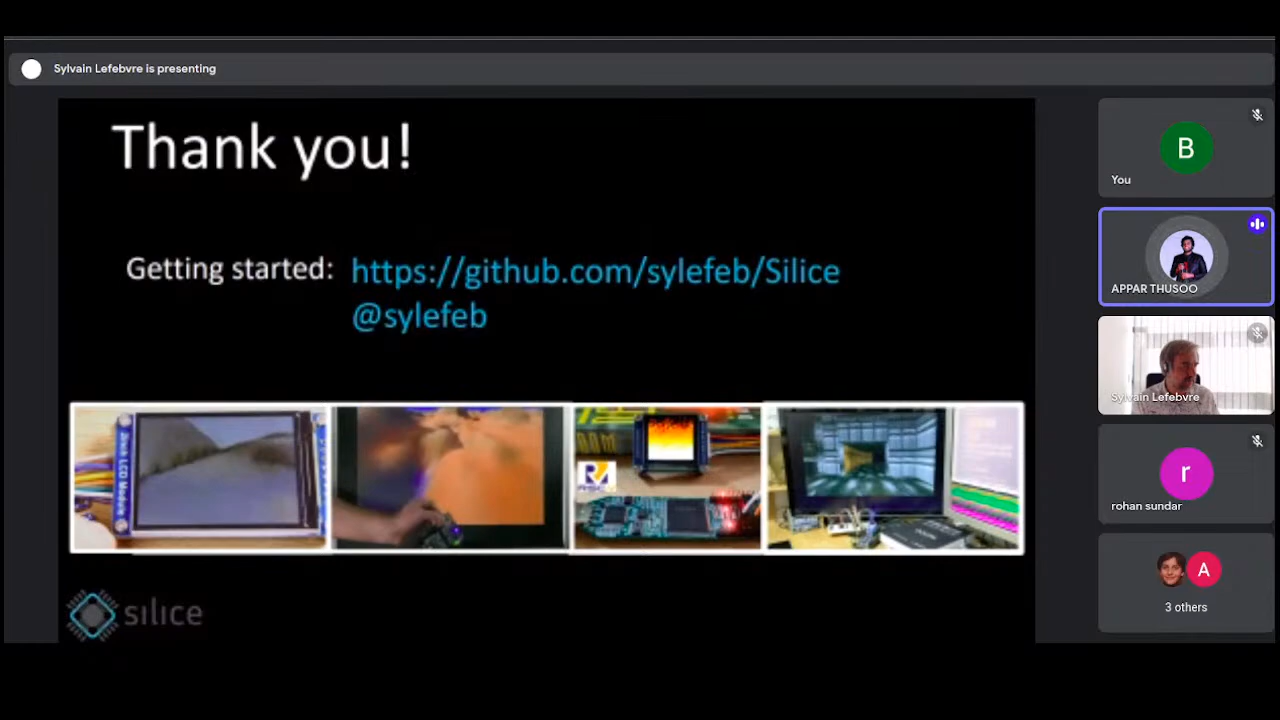 Sylvain Lefebvre is presenting
Thank you!
Getting started: https://github.com/sylefeb/Silice
@sylefeb
silice
B
You
APPAR THUSOO
Sylvain Lefebvre
r
rohan sundar
A
3 others